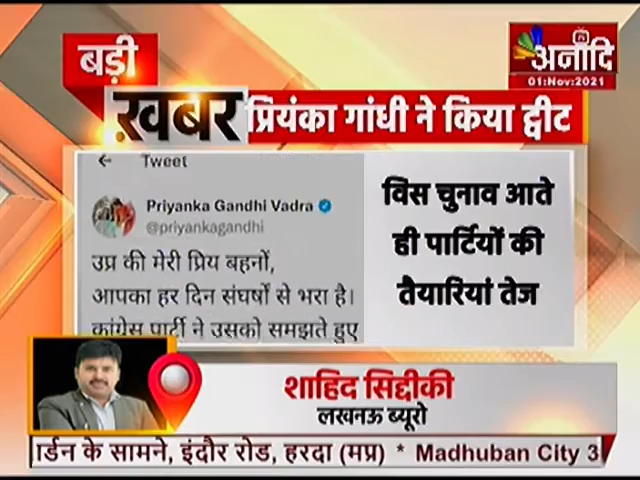 बड़ी
ख़बर
अनादि
TV
01:Nov:2021
प्रियंका गांधी ने किया ट्वीट
← Tweet
Priyanka Gandhi Vadra
@priyankagandhi
उप्र की मेरी प्रिय बहनों,
आपका हर दिन संघर्षों से भरा है।
कांग्रेस पार्टी ने उसको समझते हुए
विस चुनाव आते
ही पार्टियों की
तैयारियां तेज
शाहिद सिद्दीकी
लखनऊ ब्यूरो
ार्डन के सामने, इंदौर रोड, हरदा (मप्र) * Madhuban City 3